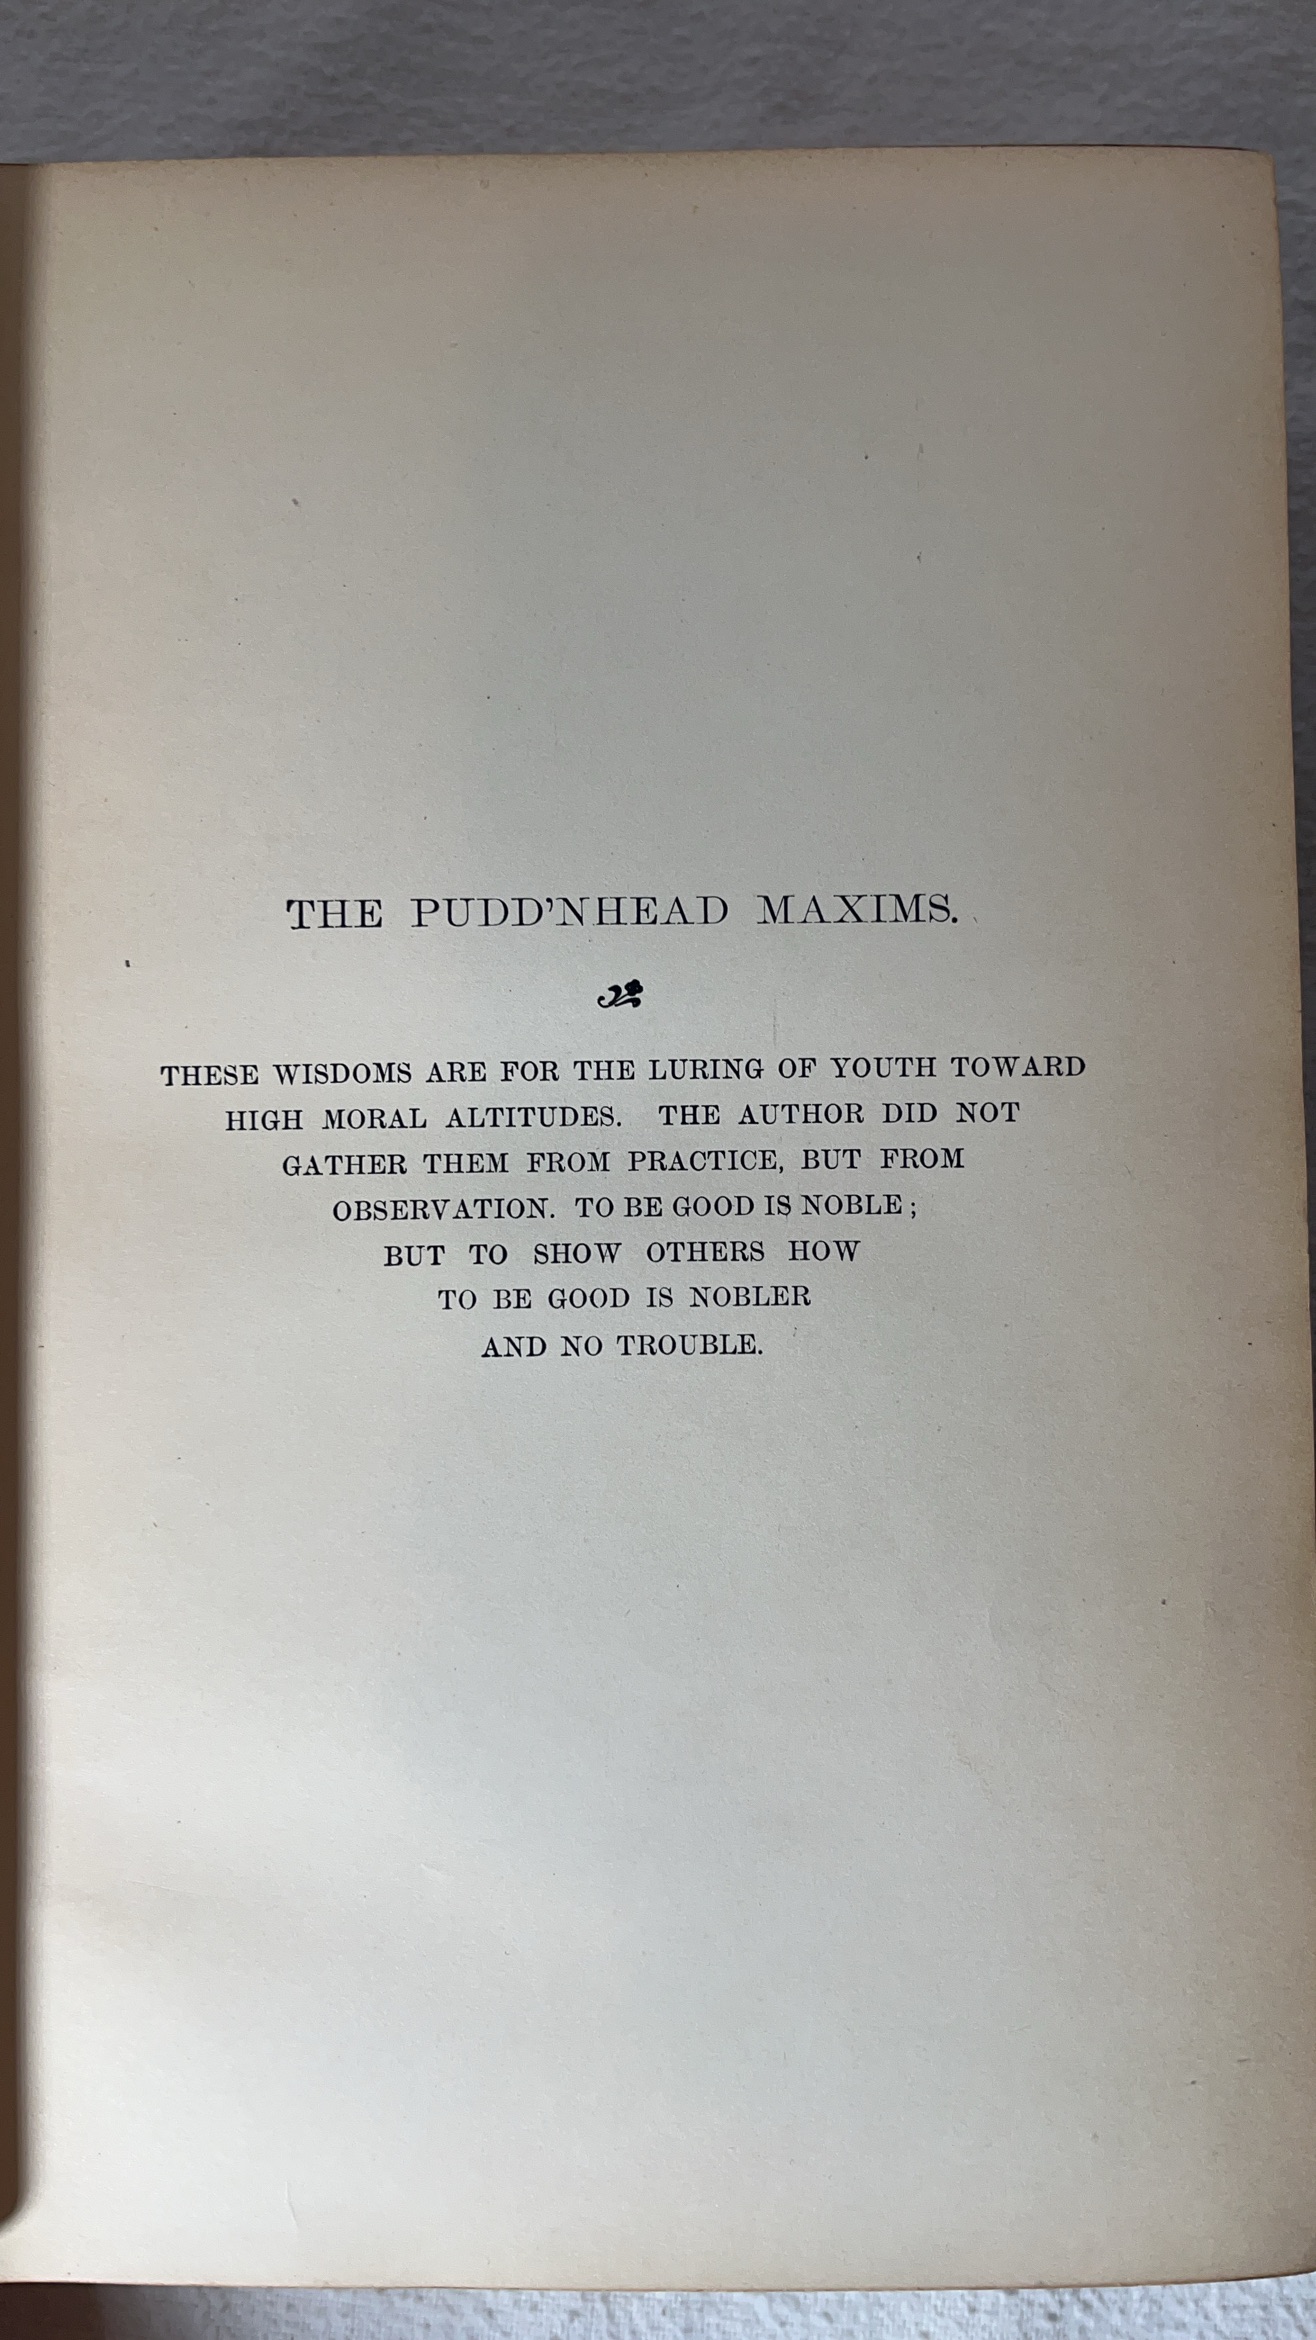 THE PUDD'NHEAD MAXIMS.
THESE WISDOMS ARE FOR THE LURING OF YOUTH TOWARD
HIGH MORAL ALTITUDES. THE AUTHOR DID NOT
GATHER THEM FROM PRACTICE, BUT FROM
OBSERVATION. TO BE GOOD IS NOBLE;
BUT TO SHOW OTHERS HOW
TO BE GOOD IS NOBLER
AND NO TROUBLE.